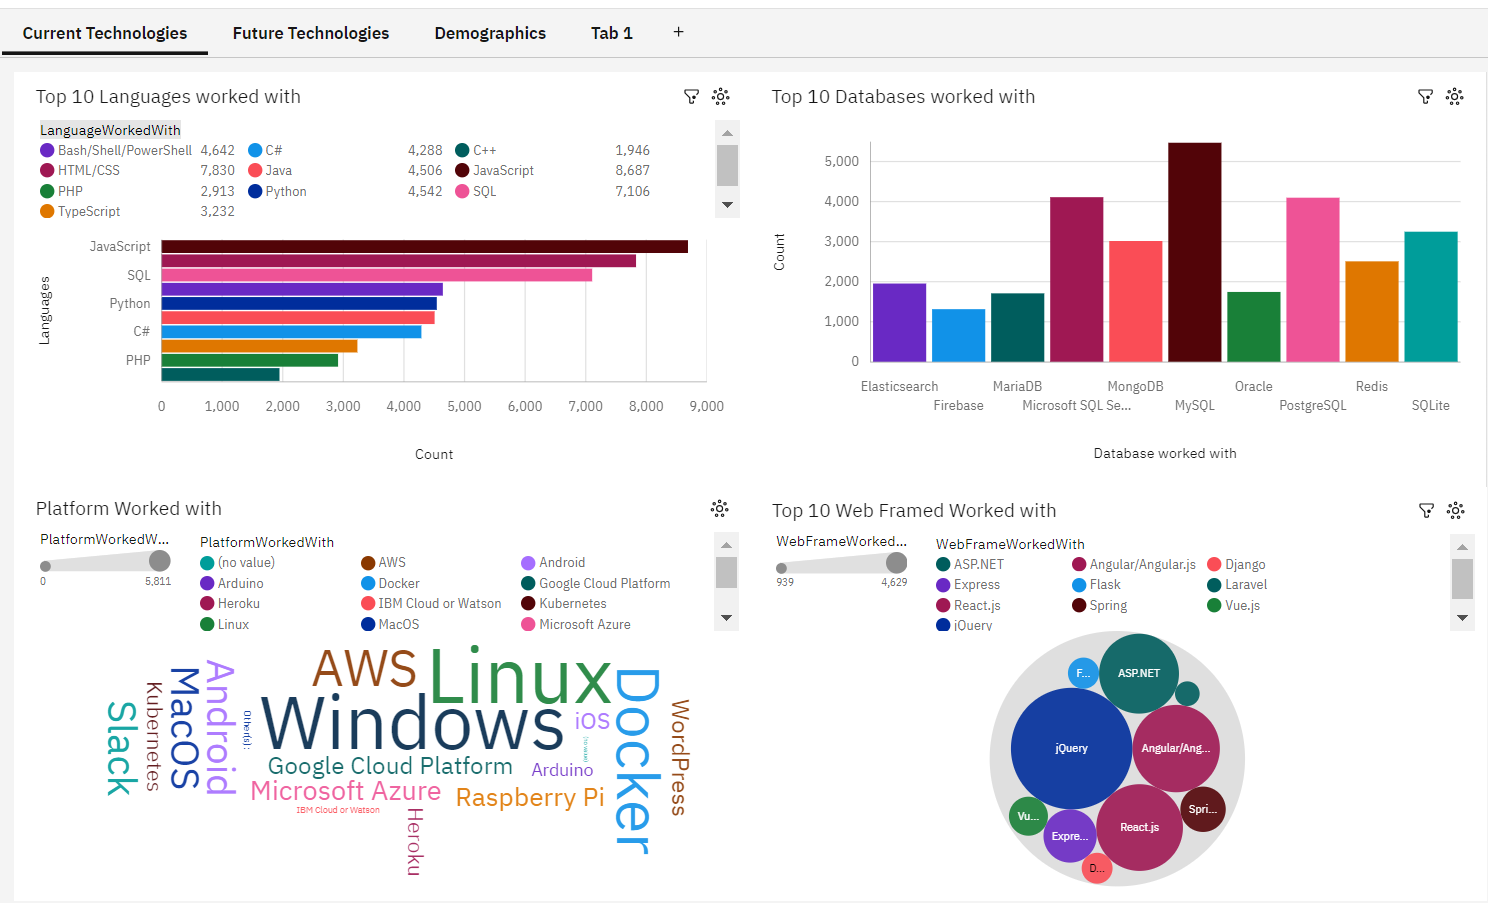 Current Technologies Future Technologies Demographics Tab 1 +
Top 10 Languages worked with
LanguageWorkedWith
Bash/Shell/PowerShell 4,642 C# 4,288 C++ 1,946
HTML/CSS 7,830 Java 4,506 JavaScript 8,687
PHP 2,913 Python 4,542 SQL 7,106
TypeScript 3,232
Languages
JavaScript
SQL
Python
C#
PHP
0 1,000 2,000 3,000 4,000 5,000 6,000 7,000 8,000 9,000
Count
Top 10 Databases worked with
Count
5,000
4,000
3,000
2,000
1,000
0
Elasticsearch MariaDB MongoDB Oracle Redis
Firebase Microsoft SQL Se... MySQL PostgreSQL SQLite
Database worked with
Platform Worked with
PlatformWorkedW...
0 5,811
PlatformWorkedWith
(no value) AWS Android
Arduino Docker Google Cloud Platform
Heroku IBM Cloud or Watson Kubernetes
Linux MacOS Microsoft Azure
AWS
Linux
Docker
Windows
iOS
WordPress
Android
MacOS
Kubernetes
Slack
Other(s):
(no value)
Google Cloud Platform
Arduino
Microsoft Azure
Raspberry Pi
IBM Cloud or Watson
Heroku
Top 10 Web Framed Worked with
WebFrameWorked...
939 4,629
WebFrameWorkedWith
ASP.NET Angular/Angular.js Django
Express Flask Laravel
React.js Spring Vue.js
jQuery
F...
ASP.NET
jQuery
Angular/Ang...
Vu...
Expre...
React.js
Spri...
D...